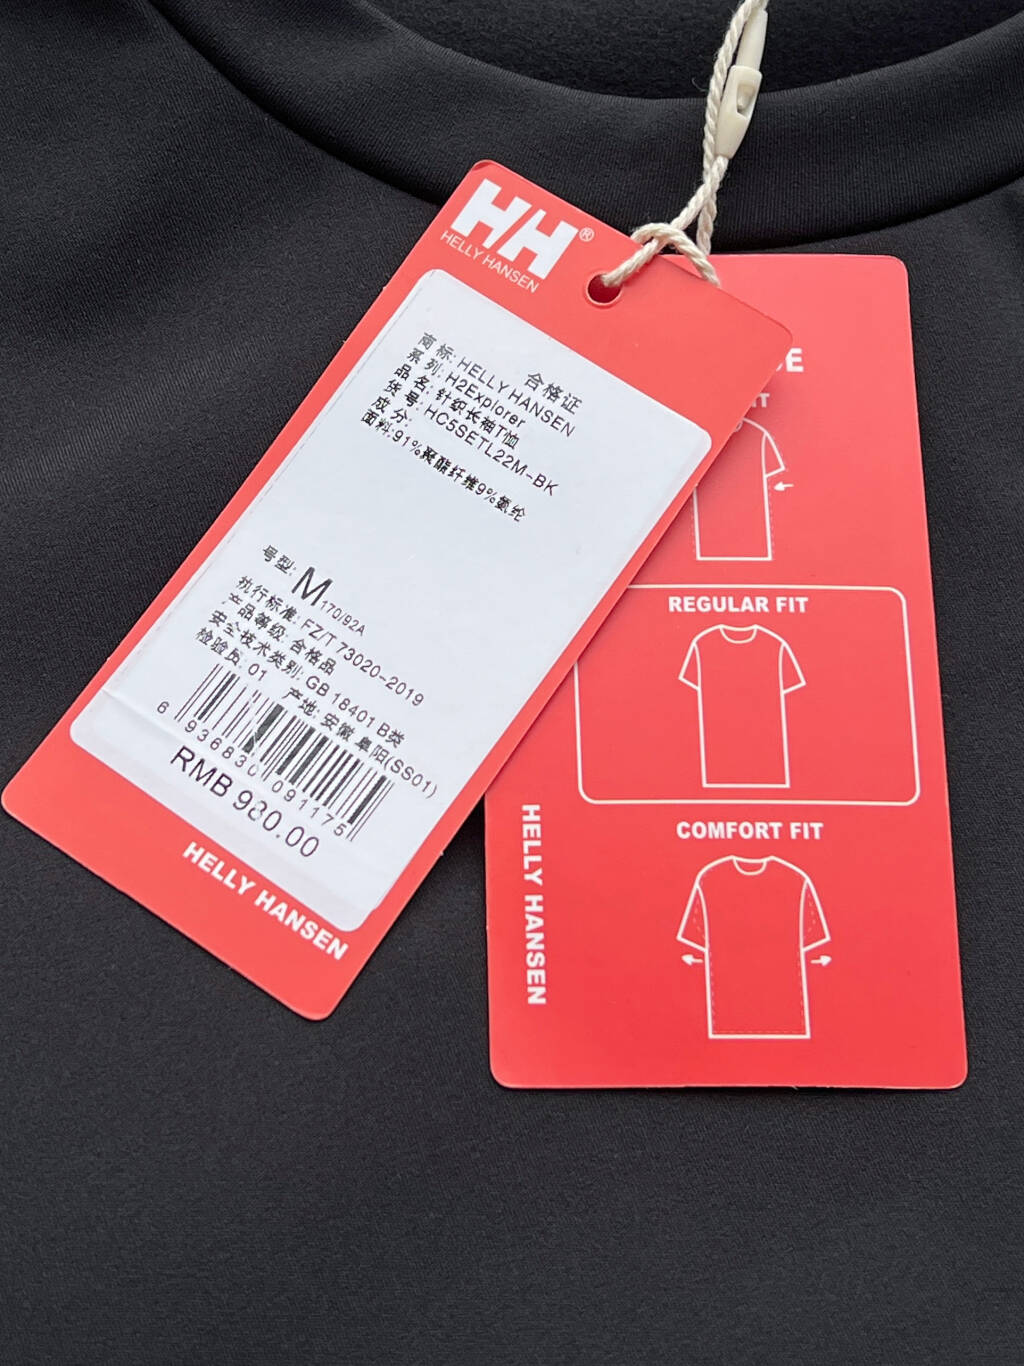 HH®
HELLY HANSEN
合格证
商标: HELLY HANSEN
系列: H2Explorer
品名: 针织长袖T恤
货号: HC5SETL22M-BK
成分:
面料:91%聚酯纤维9%氨纶
号型: M 170/92A
执行标准: FZ/T 73020-2019
产品等级: 合格品
安全技术类别: GB 18401 B类
检验员: 01 产地: 安徽 阜阳(SS01)
6 936830 091175
RMB 980.00
HELLY HANSEN
REGULAR FIT
COMFORT FIT
HELLY HANSEN